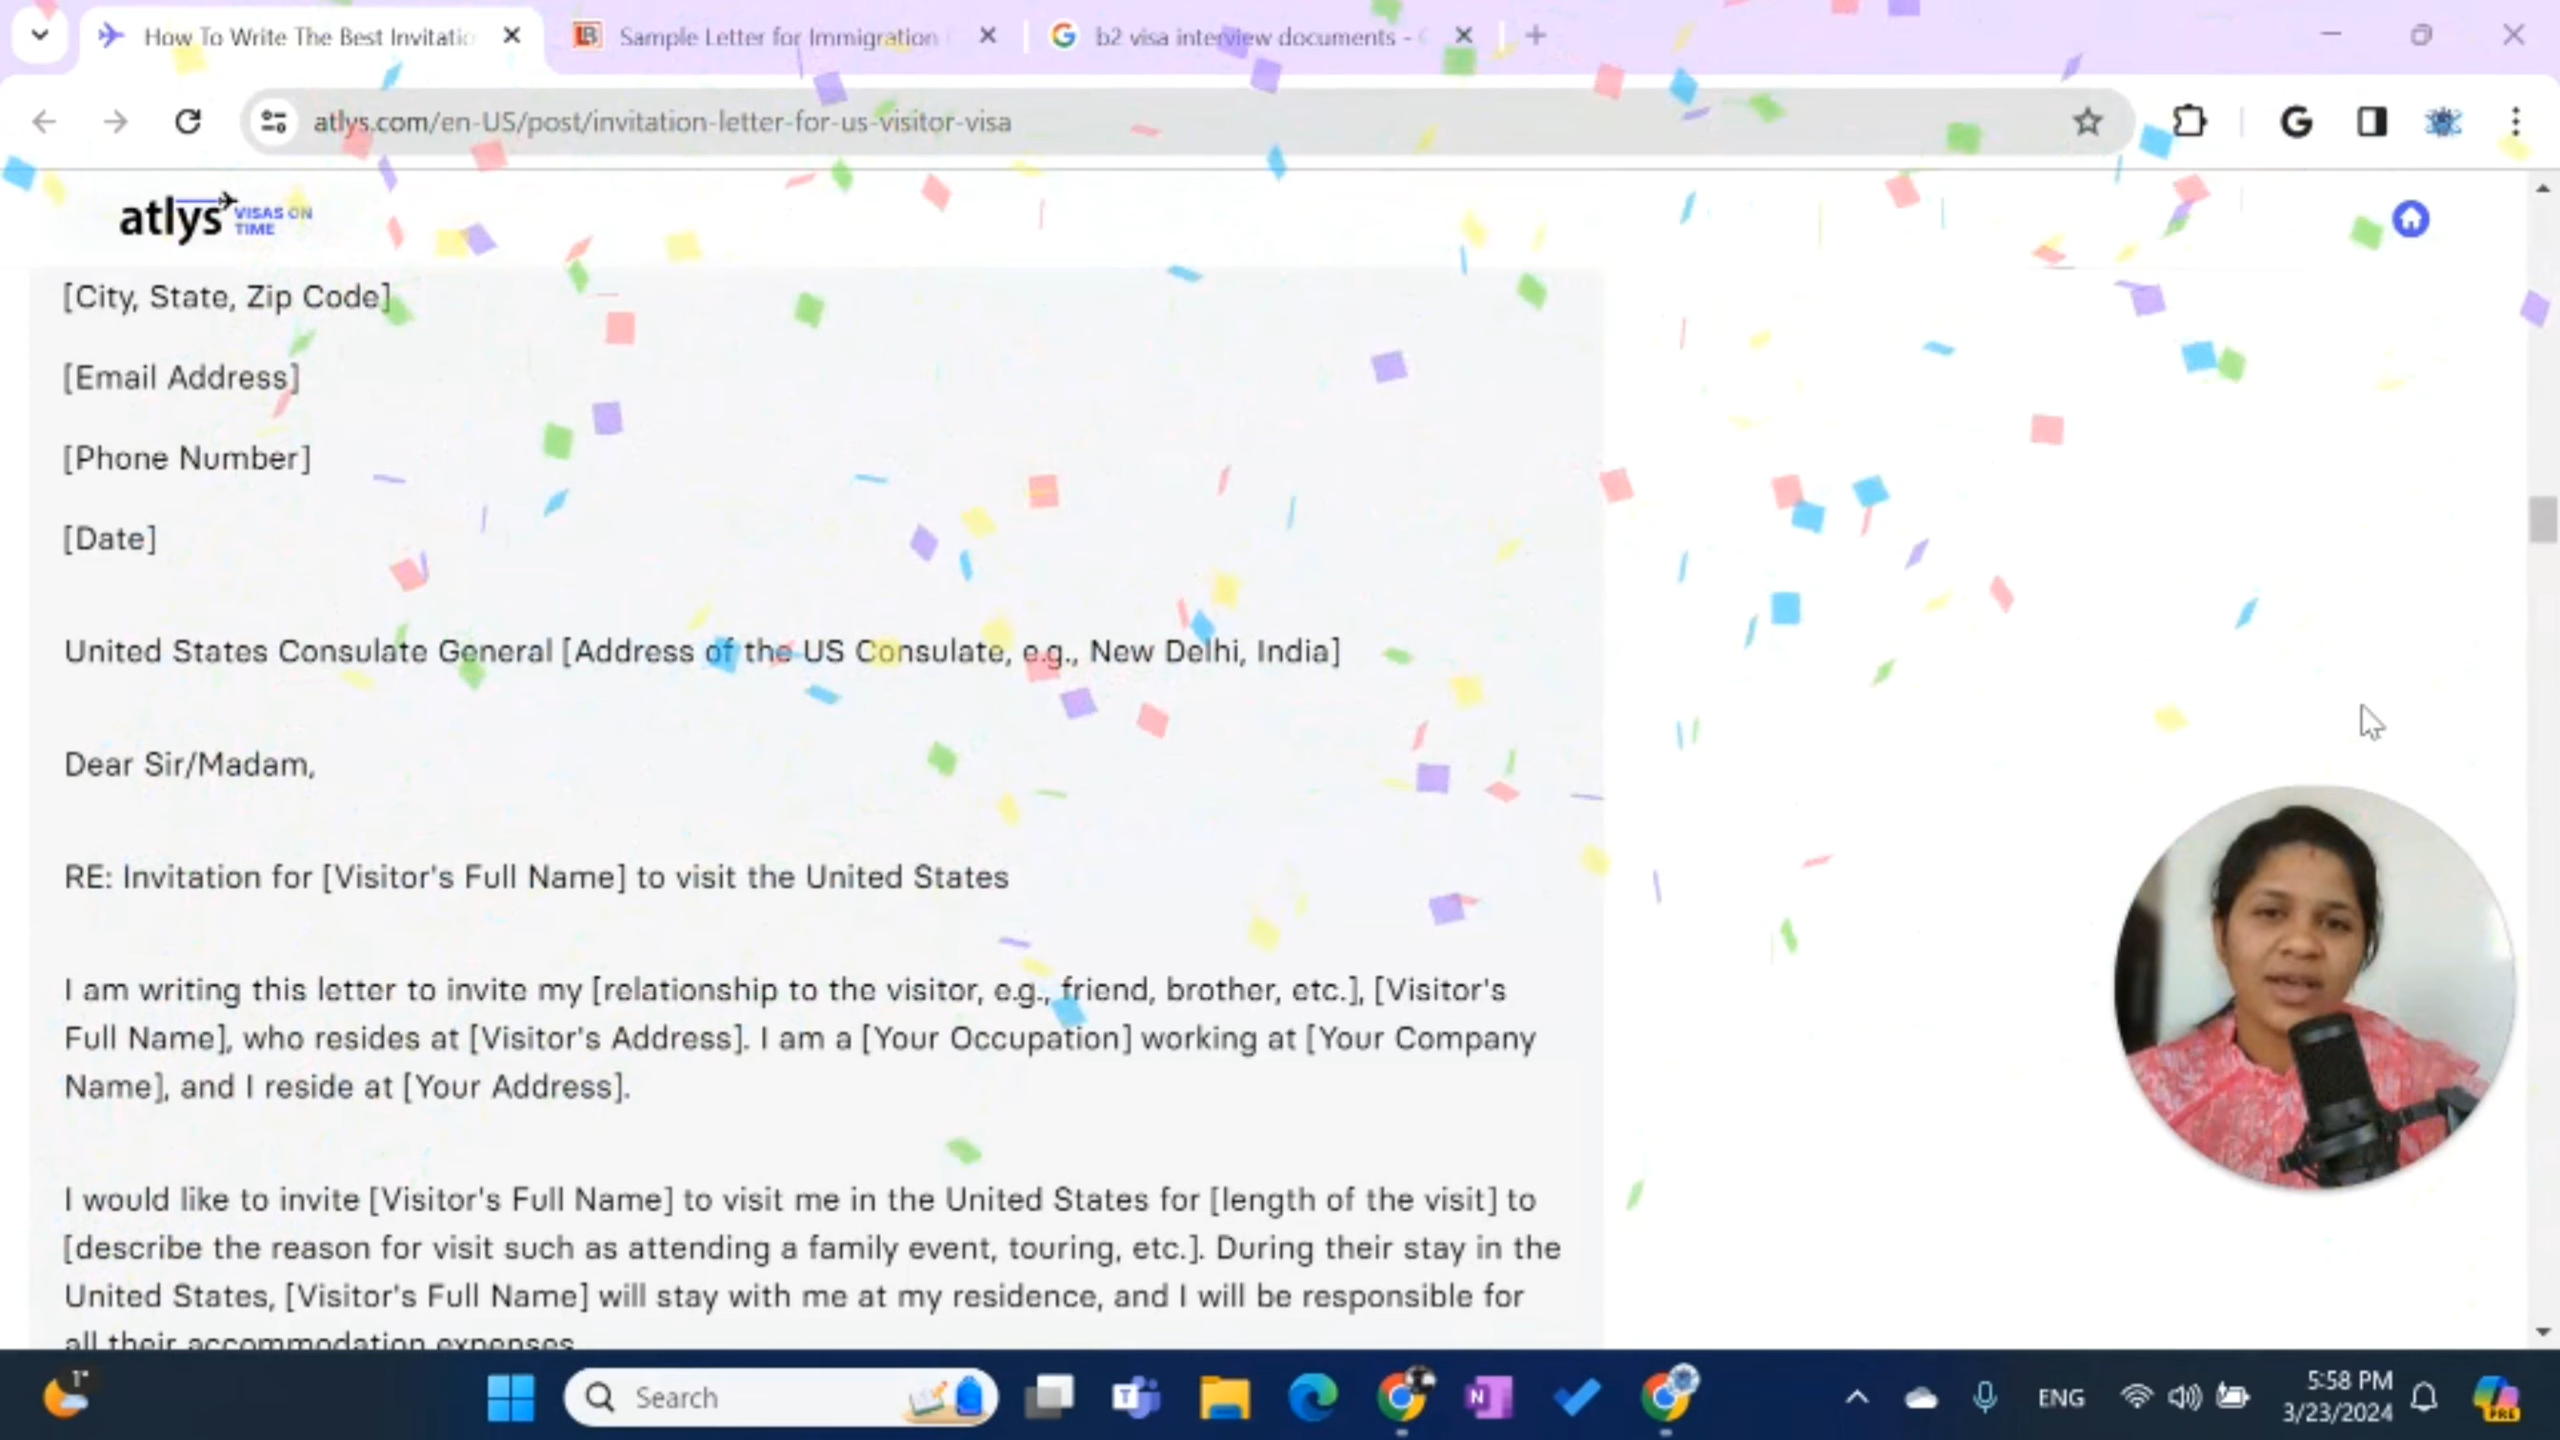 How To Write The Best Invitatio
Sample Letter for Immigration
b2 visa interview documents -
atlys.com/en-US/post/invitation-letter-for-us-visitor-visa
atlys VISAS ON TIME
[City, State, Zip Code]
[Email Address]
[Phone Number]
[Date]
United States Consulate General [Address of the US Consulate, e.g., New Delhi, India]
Dear Sir/Madam,
RE: Invitation for [Visitor's Full Name] to visit the United States
I am writing this letter to invite my [relationship to the visitor, e.g., friend, brother, etc.], [Visitor's
Full Name], who resides at [Visitor's Address]. I am a [Your Occupation] working at [Your Company
Name], and I reside at [Your Address].
I would like to invite [Visitor's Full Name] to visit me in the United States for [length of the visit] to
[describe the reason for visit such as attending a family event, touring, etc.]. During their stay in the
United States, [Visitor's Full Name] will stay with me at my residence, and I will be responsible for
all their accommodation expenses
1°
Search
ENG
5:58 PM
3/23/2024
PRE